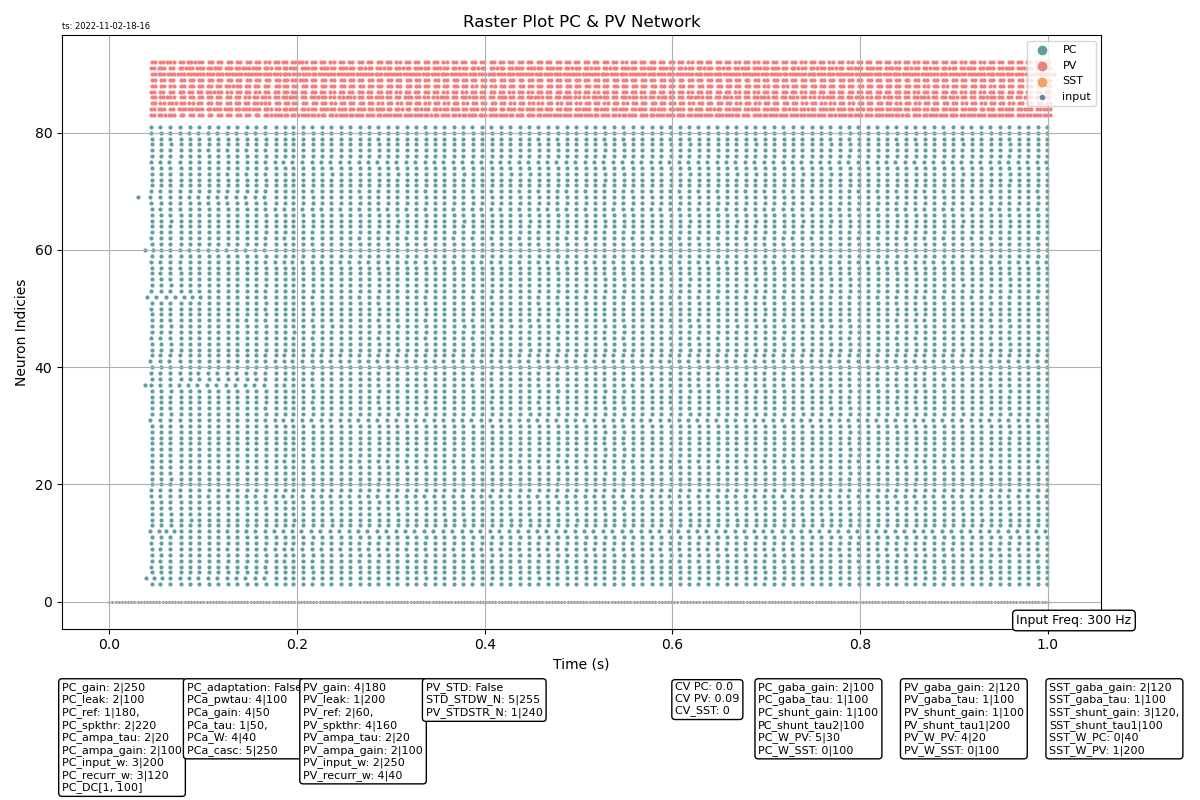 ts: 2022-11-02-18-16
Raster Plot PC & PV Network
PC
PV
SST
input
80
60
40
20
0
Neuron Indicies
0.0
0.2
0.4
0.6
0.8
1.0
Time (s)
Input Freq: 300 Hz
PC_gain: 2|250
PC_leak: 2|100
PC_ref: 1|180,
PC_spkthr: 2|220
PC_ampa_tau: 2|20
PC_ampa_gain: 2|100
PC_input_w: 3|200
PC_recurr_w: 3|120
PC_DC[1, 100]
PC_adaptation: False
PCa_pwtau: 4|100
PCa_gain: 4|50
PCa_tau: 1|50,
PCa_W: 4|40
PCa_casc: 5|250
PV_gain: 4|180
PV_leak: 1|200
PV_ref: 2|60,
PV_spkthr: 4|160
PV_ampa_tau: 2|20
PV_ampa_gain: 2|100
PV_input_w: 2|250
PV_recurr_w: 4|40
PV_STD: False
STD_STDW_N: 5|255
PV_STDSTR_N: 1|240
CV PC: 0.0
CV PV: 0.09
CV_SST: 0
PC_gaba_gain: 2|100
PC_gaba_tau: 1|100
PC_shunt_gain: 1|100
PC_shunt_tau2|100
PC_W_PV: 5|30
PC_W_SST: 0|100
PV_gaba_gain: 2|120
PV_gaba_tau: 1|100
PV_shunt_gain: 1|100
PV_shunt_tau1|200
PV_W_PV: 4|20
PV_W_SST: 0|100
SST_gaba_gain: 2|120
SST_gaba_tau: 1|100
SST_shunt_gain: 3|120,
SST_shunt_tau1|100
SST_W_PC: 0|40
SST_W_PV: 1|200